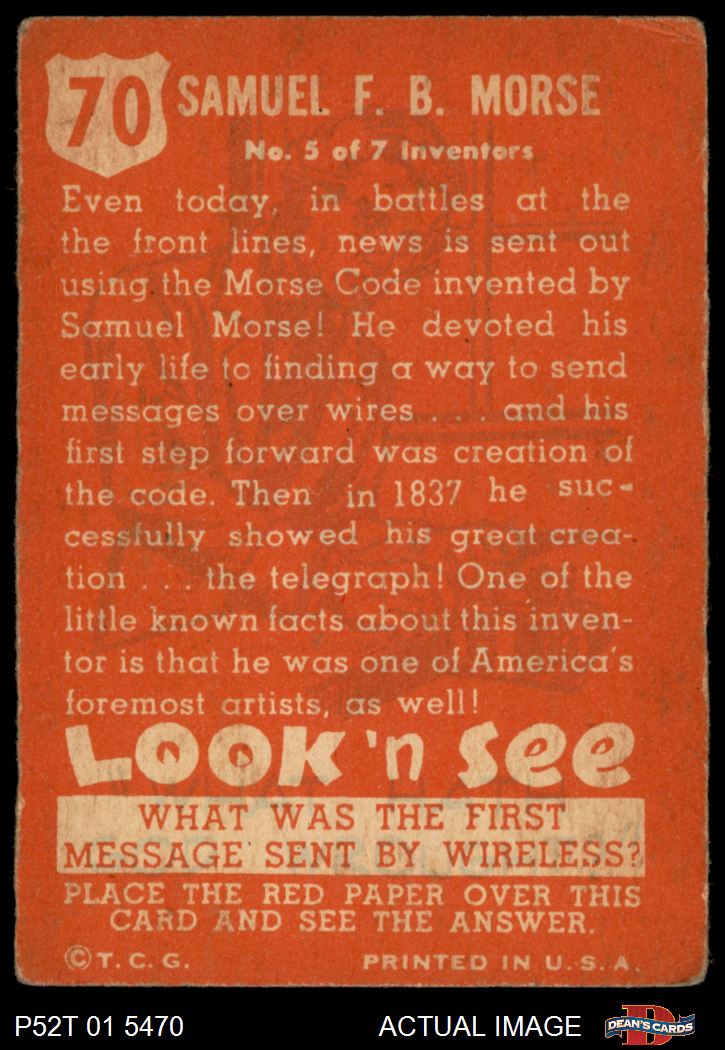 70
SAMUEL F. B. MORSE
No. 5 of 7 Inventors
Even today, in battles at the
the front lines, news is sent out
using the Morse Code invented by
Samuel Morse! He devoted his
early life to finding a way to send
messages over wires . . . . and his
first step forward was creation of
the code. Then in 1837 he suc-
cessfully showed his great crea-
tion . . . the telegraph! One of the
little known facts about this inven-
tor is that he was one of America's
foremost artists, as well!
LOOK 'n SEE
WHAT WAS THE FIRST
MESSAGE SENT BY WIRELESS?
PLACE THE RED PAPER OVER THIS
CARD AND SEE THE ANSWER.
© T. C. G. PRINTED IN U. S. A.
P52T 01 5470 ACTUAL IMAGE DEAN'S CARDS